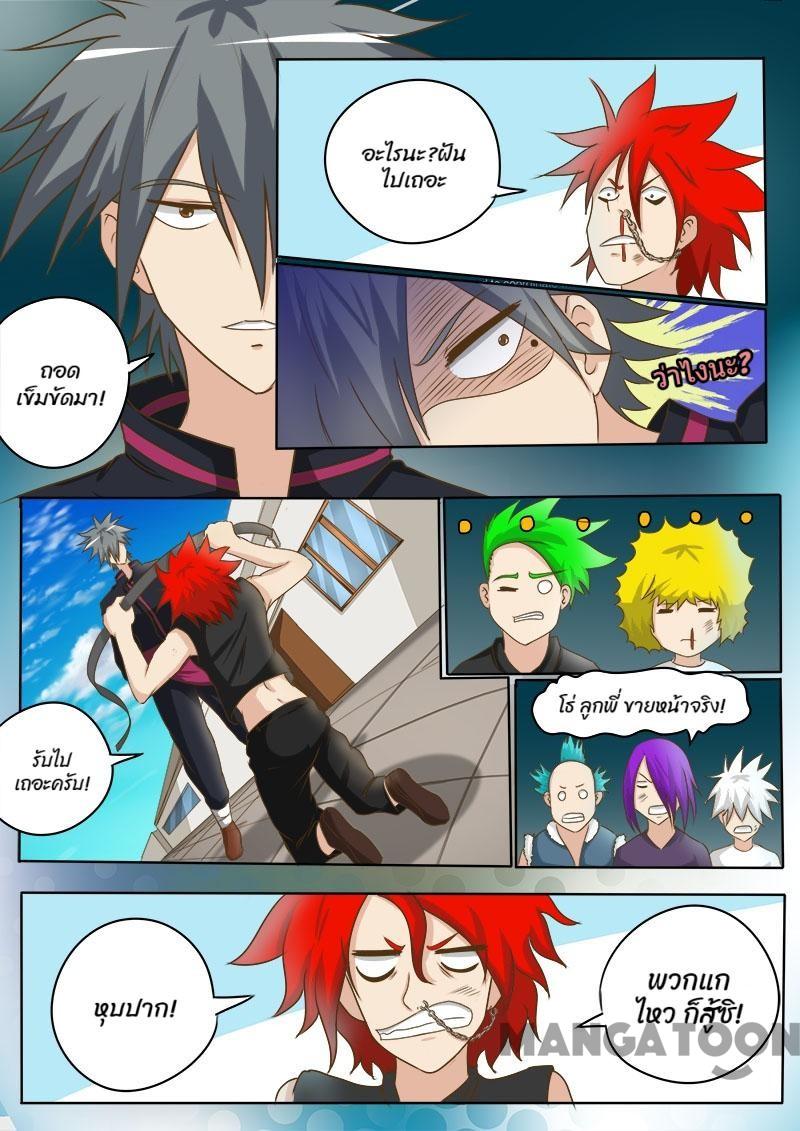 ถอด
เข็มขัดมา!
อะไรนะ?ฝัน
ไปเถอะ
ว่าไงนะ?
รับไป
เถอะครับ!
โธ่ ลูกพี่ ขายหน้าจริง!
หุบปาก!
พวกแก
ไหว ก็สู้ซิ!
MANGATOON